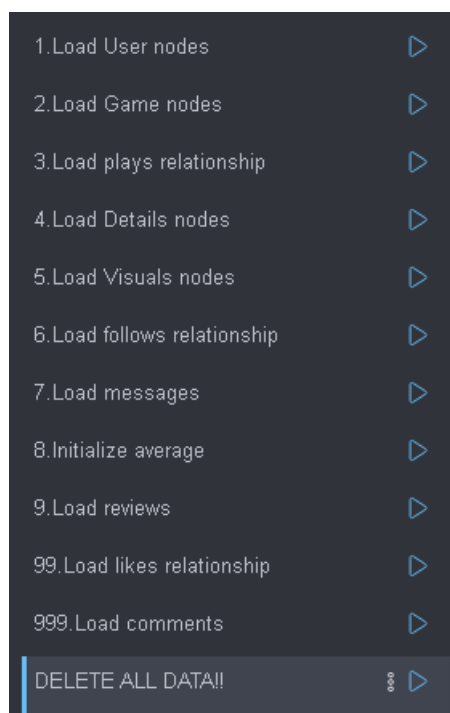 1.Load User nodes
2.Load Game nodes
3.Load plays relationship
4.Load Details nodes
5.Load Visuals nodes
6.Load follows relationship
7.Load messages
8.Initialize average
9.Load reviews
99.Load likes relationship
999.Load comments
DELETE ALL DATA!!